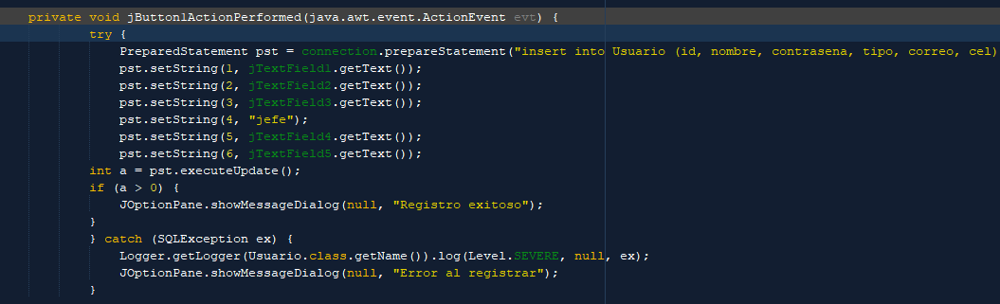 private void jButton1ActionPerformed(java.awt.event.ActionEvent evt) {
try {
PreparedStatement pst = connection.prepareStatement("insert into Usuario (id, nombre, contrasena, tipo, correo, cel)
pst.setString(1, jTextField1.getText());
pst.setString(2, jTextField2.getText());
pst.setString(3, jTextField3.getText());
pst.setString(4, "jefe");
pst.setString(5, jTextField4.getText());
pst.setString(6, jTextField5.getText());
int a = pst.executeUpdate();
if (a > 0) {
JOptionPane.showMessageDialog(null, "Registro exitoso");
}
} catch (SQLException ex) {
Logger.getLogger(Usuario.class.getName()).log(Level.SEVERE, null, ex);
JOptionPane.showMessageDialog(null, "Error al registrar");
}